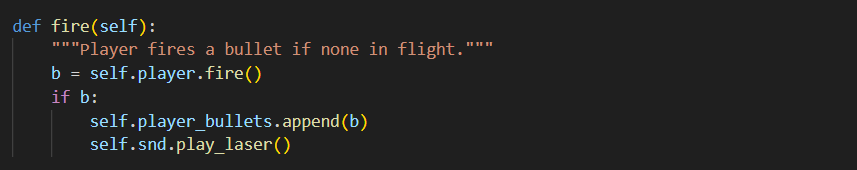 def fire(self):
    """Player fires a bullet if none in flight."""
    b = self.player.fire()
    if b:
        self.player_bullets.append(b)
        self.snd.play_laser()